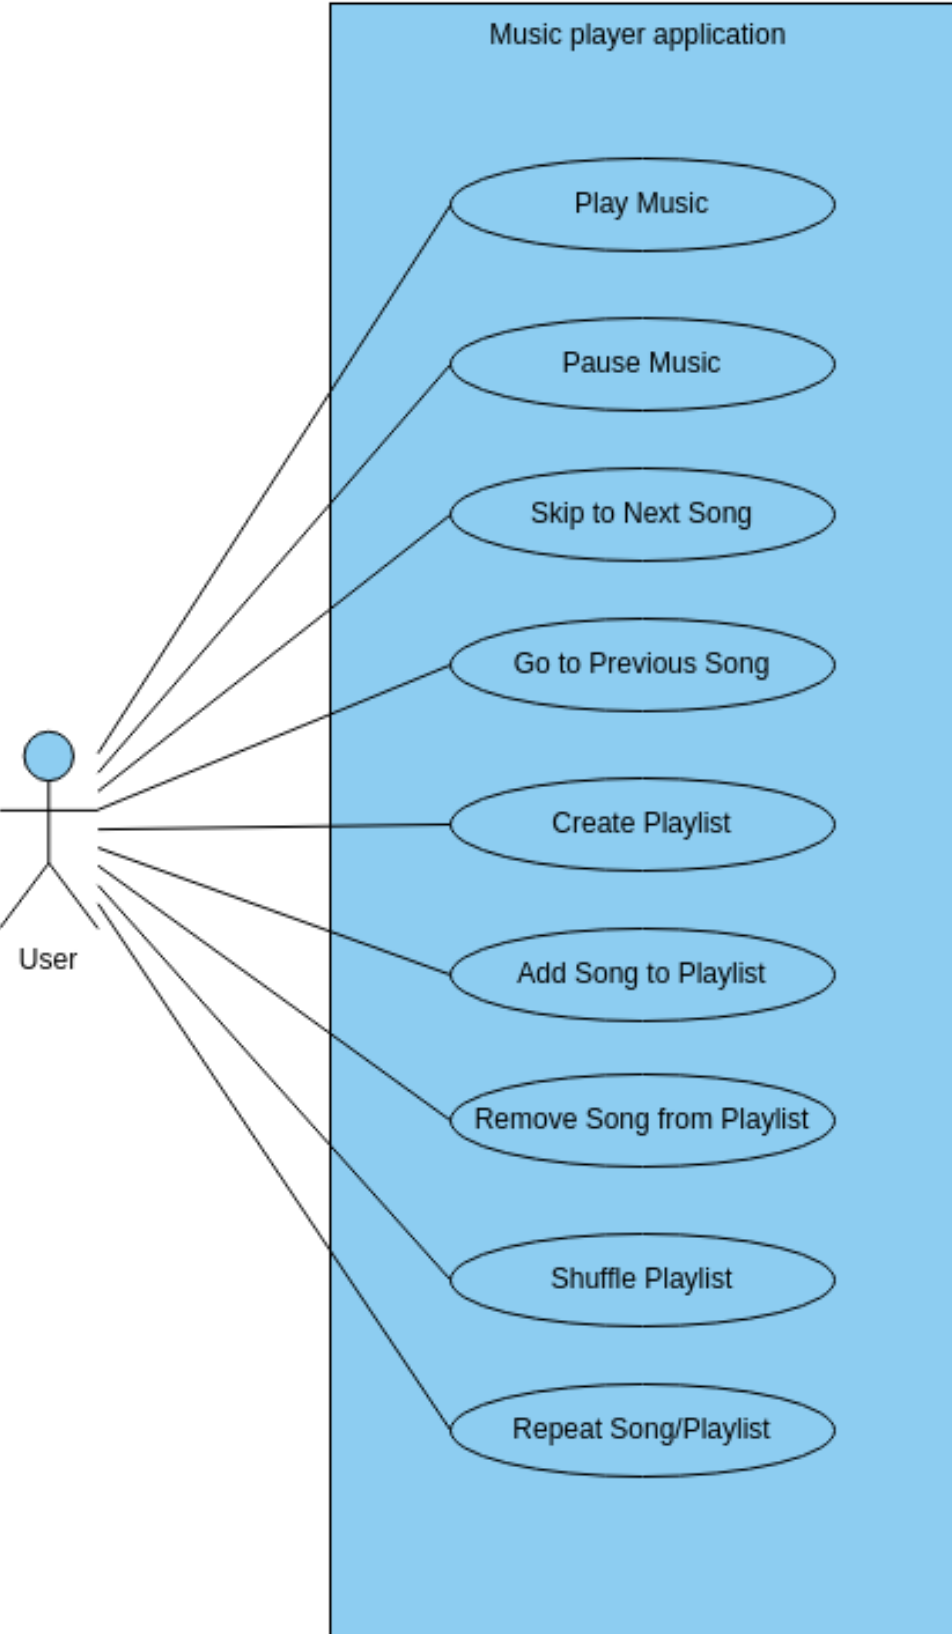 Music player application
Play Music
Pause Music
Skip to Next Song
Go to Previous Song
Create Playlist
User
Add Song to Playlist
Remove Song from Playlist
Shuffle Playlist
Repeat Song/Playlist